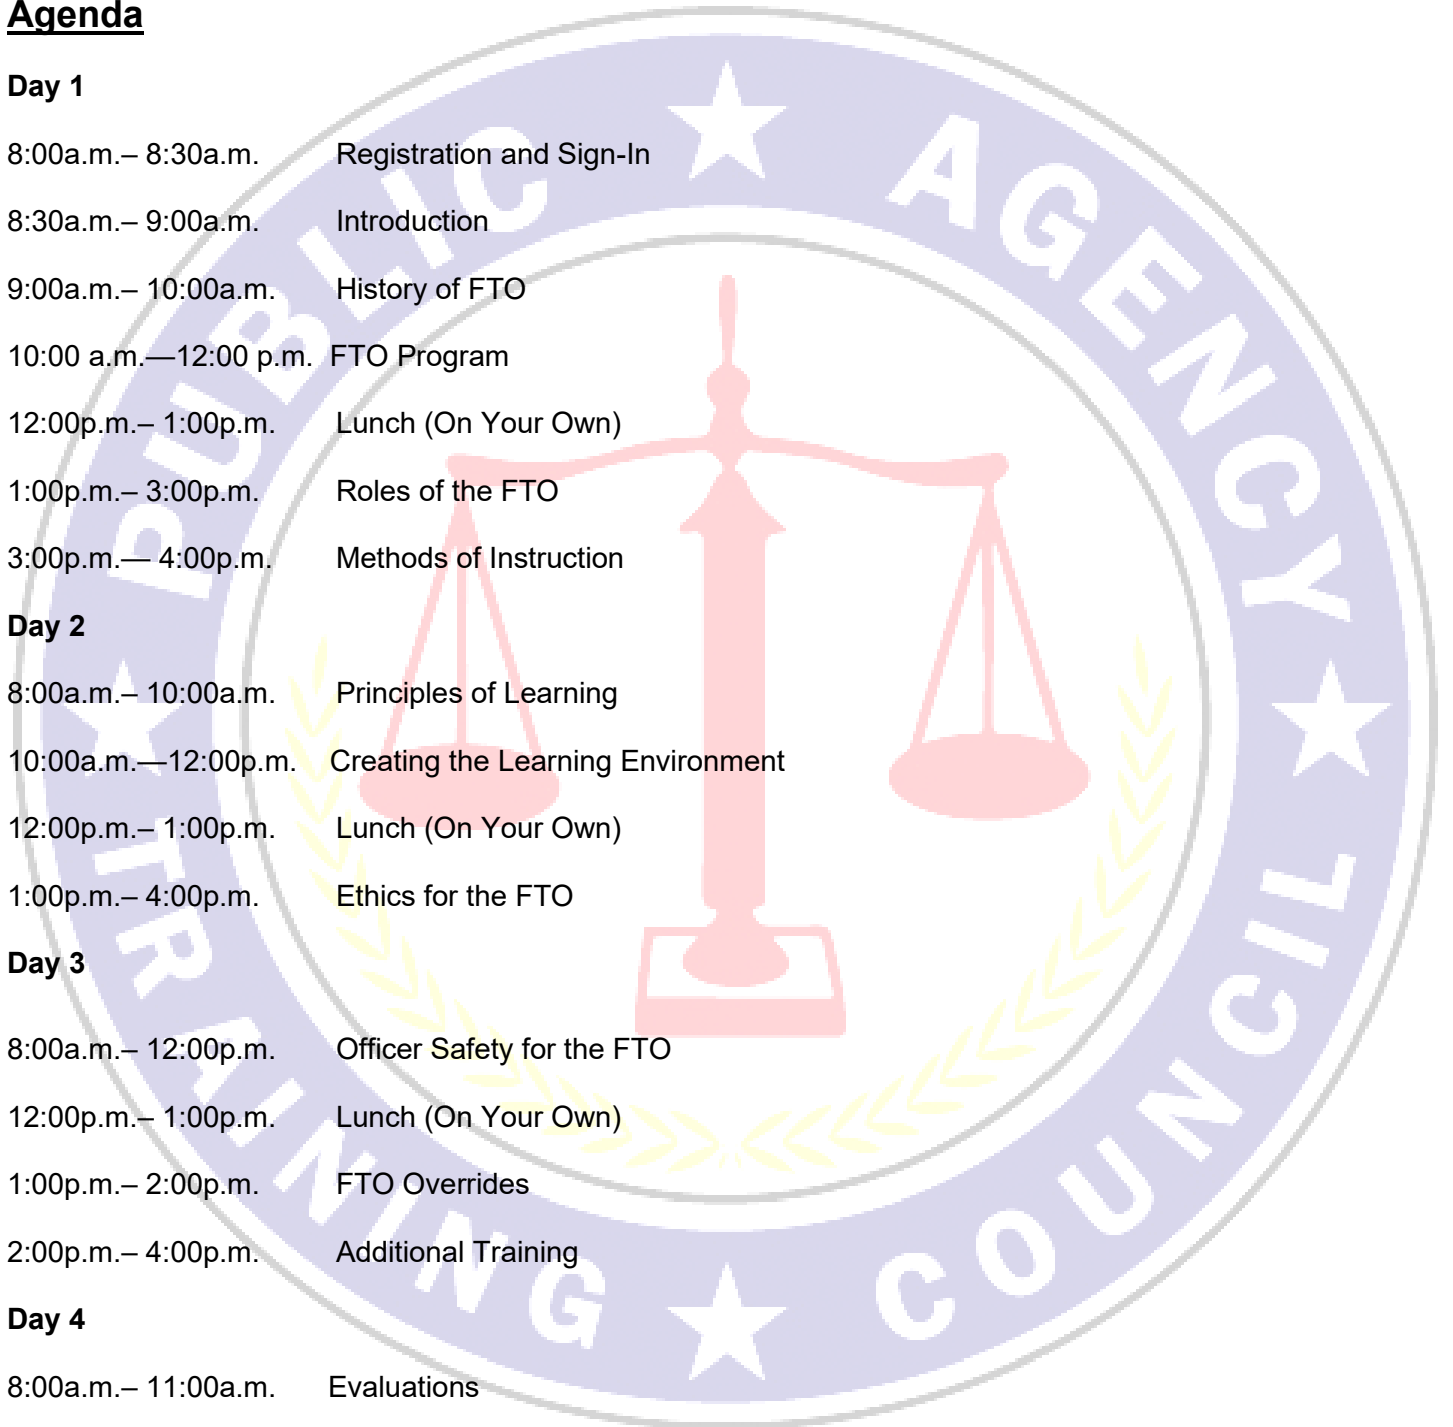 Agenda
Day 1
8:00a.m.– 8:30a.m. Registration and Sign-In
8:30a.m.– 9:00a.m. Introduction
9:00a.m.– 10:00a.m. History of FTO
10:00 a.m.—12:00 p.m. FTO Program
12:00p.m.– 1:00p.m. Lunch (On Your Own)
1:00p.m.– 3:00p.m. Roles of the FTO
3:00p.m.— 4:00p.m. Methods of Instruction
Day 2
8:00a.m.– 10:00a.m. Principles of Learning
10:00a.m.—12:00p.m. Creating the Learning Environment
12:00p.m.– 1:00p.m. Lunch (On Your Own)
1:00p.m.– 4:00p.m. Ethics for the FTO
Day 3
8:00a.m.– 12:00p.m. Officer Safety for the FTO
12:00p.m.– 1:00p.m. Lunch (On Your Own)
1:00p.m.– 2:00p.m. FTO Overrides
2:00p.m.– 4:00p.m. Additional Training
Day 4
8:00a.m.– 11:00a.m. Evaluations
PUBLIC AGENCY
TRAINING COUNCIL